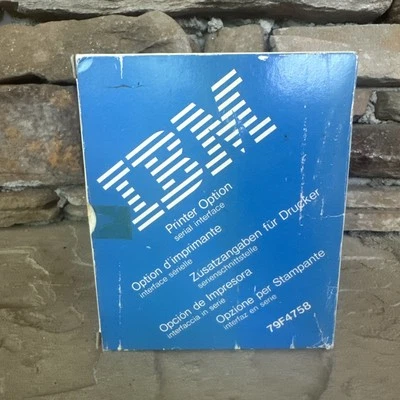 IBM
Printer Option
serial interface
Option d'imprimante
interface sérielle
Zusatzangaben für Drucker
serienschnittstelle
Opción de Impresora
interfaccia in serie
Opzione per Stampante
interfaz en serie
79F4758